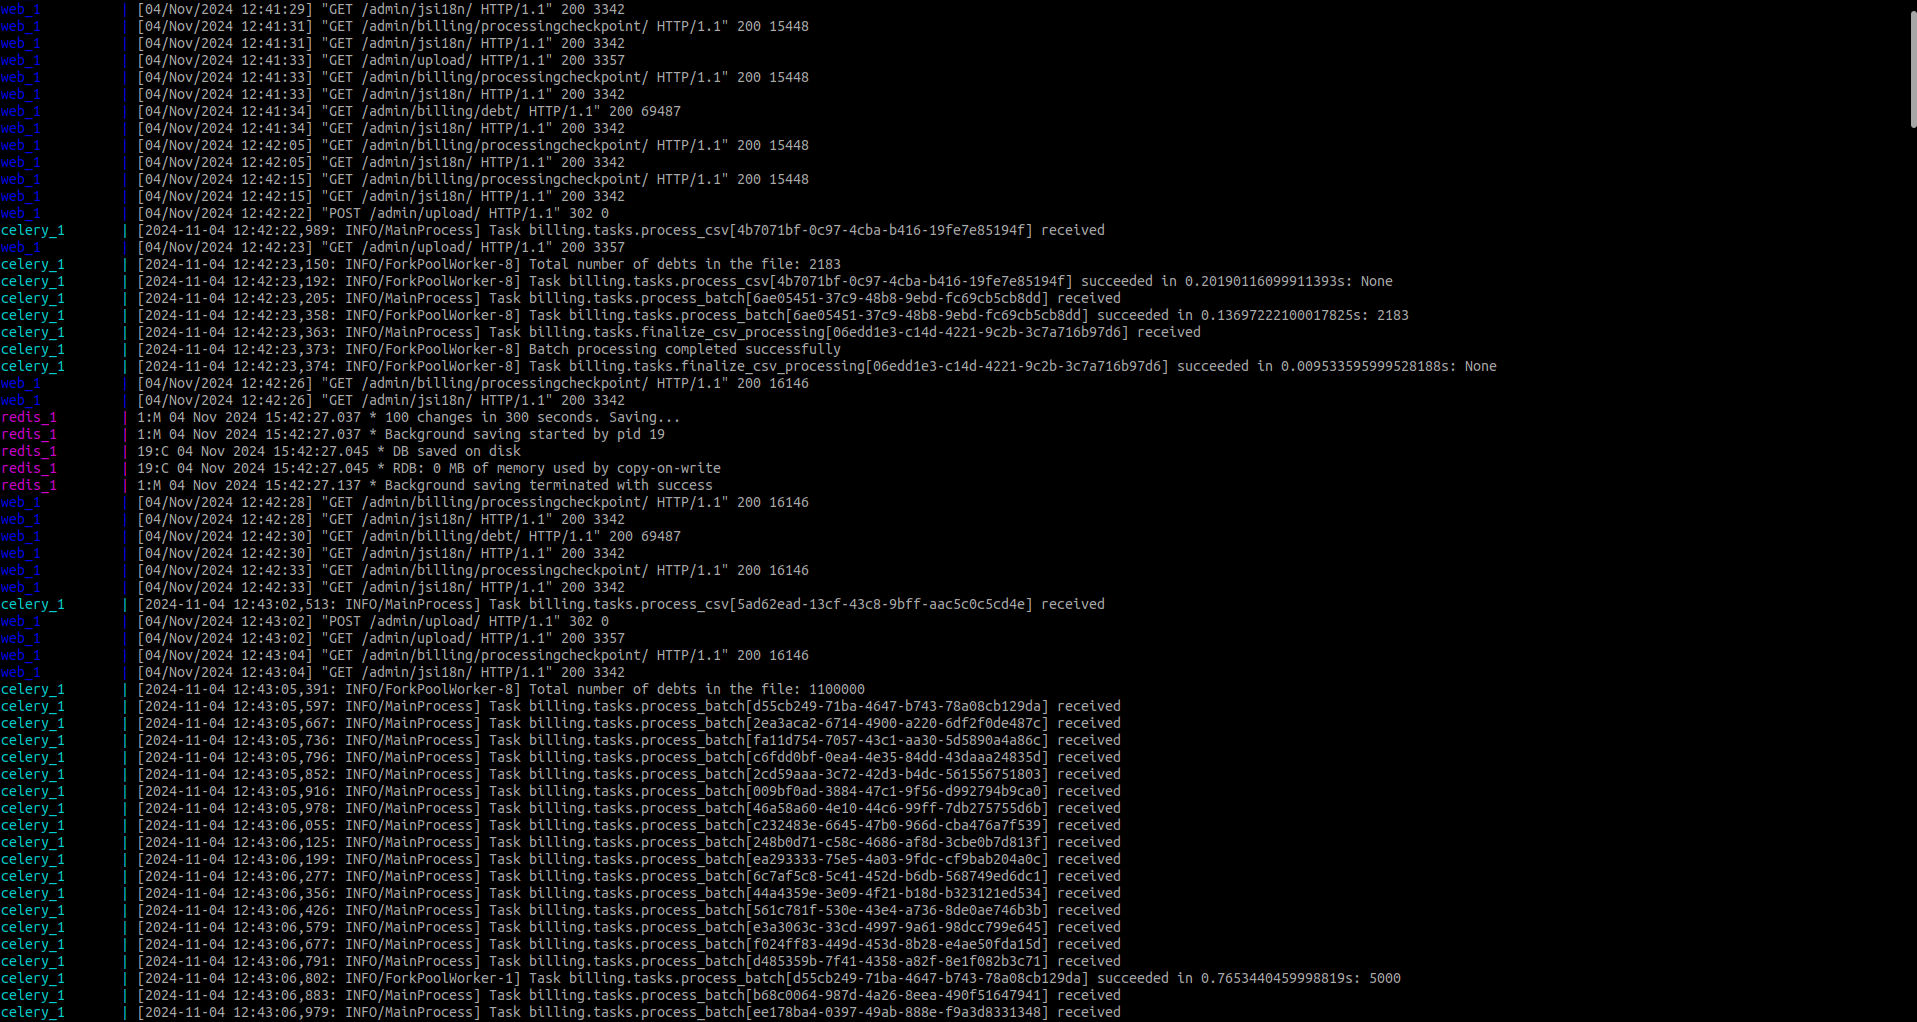 web_1 | [04/Nov/2024 12:41:29] "GET /admin/jsi18n/ HTTP/1.1" 200 3342
web_1 | [04/Nov/2024 12:41:31] "GET /admin/billing/processingcheckpoint/ HTTP/1.1" 200 15448
web_1 | [04/Nov/2024 12:41:31] "GET /admin/jsi18n/ HTTP/1.1" 200 3342
web_1 | [04/Nov/2024 12:41:33] "GET /admin/upload/ HTTP/1.1" 200 3357
web_1 | [04/Nov/2024 12:41:33] "GET /admin/billing/processingcheckpoint/ HTTP/1.1" 200 15448
web_1 | [04/Nov/2024 12:41:33] "GET /admin/jsi18n/ HTTP/1.1" 200 3342
web_1 | [04/Nov/2024 12:41:34] "GET /admin/billing/debt/ HTTP/1.1" 200 69487
web_1 | [04/Nov/2024 12:41:34] "GET /admin/jsi18n/ HTTP/1.1" 200 3342
web_1 | [04/Nov/2024 12:42:05] "GET /admin/billing/processingcheckpoint/ HTTP/1.1" 200 15448
web_1 | [04/Nov/2024 12:42:05] "GET /admin/jsi18n/ HTTP/1.1" 200 3342
web_1 | [04/Nov/2024 12:42:15] "GET /admin/billing/processingcheckpoint/ HTTP/1.1" 200 15448
web_1 | [04/Nov/2024 12:42:15] "GET /admin/jsi18n/ HTTP/1.1" 200 3342
web_1 | [04/Nov/2024 12:42:22] "POST /admin/upload/ HTTP/1.1" 302 0
celery_1 | [2024-11-04 12:42:22,989: INFO/MainProcess] Task billing.tasks.process_csv[4b7071bf-0c97-4cba-b416-19fe7e85194f] received
web_1 | [04/Nov/2024 12:42:23] "GET /admin/upload/ HTTP/1.1" 200 3357
celery_1 | [2024-11-04 12:42:23,150: INFO/ForkPoolWorker-8] Total number of debts in the file: 2183
celery_1 | [2024-11-04 12:42:23,192: INFO/ForkPoolWorker-8] Task billing.tasks.process_csv[4b7071bf-0c97-4cba-b416-19fe7e85194f] succeeded in 0.20190116099911393s: None
celery_1 | [2024-11-04 12:42:23,205: INFO/MainProcess] Task billing.tasks.process_batch[6ae05451-37c9-48b8-9ebd-fc69cb5cb8dd] received
celery_1 | [2024-11-04 12:42:23,358: INFO/ForkPoolWorker-8] Task billing.tasks.process_batch[6ae05451-37c9-48b8-9ebd-fc69cb5cb8dd] succeeded in 0.13697222100017825s: 2183
celery_1 | [2024-11-04 12:42:23,363: INFO/MainProcess] Task billing.tasks.finalize_csv_processing[06edd1e3-c14d-4221-9c2b-3c7a716b97d6] received
celery_1 | [2024-11-04 12:42:23,373: INFO/ForkPoolWorker-8] Batch processing completed successfully
celery_1 | [2024-11-04 12:42:23,374: INFO/ForkPoolWorker-8] Task billing.tasks.finalize_csv_processing[06edd1e3-c14d-4221-9c2b-3c7a716b97d6] succeeded in 0.009533595999528188s: None
web_1 | [04/Nov/2024 12:42:26] "GET /admin/billing/processingcheckpoint/ HTTP/1.1" 200 16146
web_1 | [04/Nov/2024 12:42:26] "GET /admin/jsi18n/ HTTP/1.1" 200 3342
redis_1 | 1:M 04 Nov 2024 15:42:27.037 * 100 changes in 300 seconds. Saving...
redis_1 | 1:M 04 Nov 2024 15:42:27.037 * Background saving started by pid 19
redis_1 | 19:C 04 Nov 2024 15:42:27.045 * DB saved on disk
redis_1 | 19:C 04 Nov 2024 15:42:27.045 * RDB: 0 MB of memory used by copy-on-write
redis_1 | 1:M 04 Nov 2024 15:42:27.137 * Background saving terminated with success
web_1 | [04/Nov/2024 12:42:28] "GET /admin/billing/processingcheckpoint/ HTTP/1.1" 200 16146
web_1 | [04/Nov/2024 12:42:28] "GET /admin/jsi18n/ HTTP/1.1" 200 3342
web_1 | [04/Nov/2024 12:42:30] "GET /admin/billing/debt/ HTTP/1.1" 200 69487
web_1 | [04/Nov/2024 12:42:30] "GET /admin/jsi18n/ HTTP/1.1" 200 3342
web_1 | [04/Nov/2024 12:42:33] "GET /admin/billing/processingcheckpoint/ HTTP/1.1" 200 16146
web_1 | [04/Nov/2024 12:42:33] "GET /admin/jsi18n/ HTTP/1.1" 200 3342
celery_1 | [2024-11-04 12:43:02,513: INFO/MainProcess] Task billing.tasks.process_csv[5ad62ead-13cf-43c8-9bff-aac5c0c5cd4e] received
web_1 | [04/Nov/2024 12:43:02] "POST /admin/upload/ HTTP/1.1" 302 0
web_1 | [04/Nov/2024 12:43:02] "GET /admin/upload/ HTTP/1.1" 200 3357
web_1 | [04/Nov/2024 12:43:04] "GET /admin/billing/processingcheckpoint/ HTTP/1.1" 200 16146
web_1 | [04/Nov/2024 12:43:04] "GET /admin/jsi18n/ HTTP/1.1" 200 3342
celery_1 | [2024-11-04 12:43:05,391: INFO/ForkPoolWorker-8] Total number of debts in the file: 1100000
celery_1 | [2024-11-04 12:43:05,597: INFO/MainProcess] Task billing.tasks.process_batch[d55cb249-71ba-4647-b743-78a08cb129da] received
celery_1 | [2024-11-04 12:43:05,667: INFO/MainProcess] Task billing.tasks.process_batch[2ea3aca2-6714-4900-a220-6df2f0de487c] received
celery_1 | [2024-11-04 12:43:05,736: INFO/MainProcess] Task billing.tasks.process_batch[fa11d754-7057-43c1-aa30-5d5890a4a86c] received
celery_1 | [2024-11-04 12:43:05,796: INFO/MainProcess] Task billing.tasks.process_batch[c6fdd0bf-0ea4-4e35-84dd-43daaa24835d] received
celery_1 | [2024-11-04 12:43:05,852: INFO/MainProcess] Task billing.tasks.process_batch[2cd59aaa-3c72-42d3-b4dc-561556751803] received
celery_1 | [2024-11-04 12:43:05,916: INFO/MainProcess] Task billing.tasks.process_batch[009bf0ad-3884-47c1-9f56-d992794b9ca0] received
celery_1 | [2024-11-04 12:43:05,978: INFO/MainProcess] Task billing.tasks.process_batch[46a58a60-4e10-44c6-99ff-7db275755d6b] received
celery_1 | [2024-11-04 12:43:06,055: INFO/MainProcess] Task billing.tasks.process_batch[c232483e-6645-47b0-966d-cba476a7f539] received
celery_1 | [2024-11-04 12:43:06,125: INFO/MainProcess] Task billing.tasks.process_batch[248b0d71-c58c-4686-af8d-3cbe0b7d813f] received
celery_1 | [2024-11-04 12:43:06,199: INFO/MainProcess] Task billing.tasks.process_batch[ea293333-75e5-4a03-9fdc-cf9bab204a0c] received
celery_1 | [2024-11-04 12:43:06,277: INFO/MainProcess] Task billing.tasks.process_batch[6c7af5c8-5c41-452d-b6db-568749ed6dc1] received
celery_1 | [2024-11-04 12:43:06,356: INFO/MainProcess] Task billing.tasks.process_batch[44a4359e-3e09-4f21-b18d-b323121ed534] received
celery_1 | [2024-11-04 12:43:06,426: INFO/MainProcess] Task billing.tasks.process_batch[561c781f-530e-43e4-a736-8de0ae746b3b] received
celery_1 | [2024-11-04 12:43:06,579: INFO/MainProcess] Task billing.tasks.process_batch[e3a3063c-33cd-4997-9a61-98dcc799e645] received
celery_1 | [2024-11-04 12:43:06,677: INFO/MainProcess] Task billing.tasks.process_batch[f024ff83-449d-453d-8b28-e4ae50fda15d] received
celery_1 | [2024-11-04 12:43:06,791: INFO/MainProcess] Task billing.tasks.process_batch[d485359b-7f41-4358-a82f-8e1f082b3c71] received
celery_1 | [2024-11-04 12:43:06,802: INFO/ForkPoolWorker-1] Task billing.tasks.process_batch[d55cb249-71ba-4647-b743-78a08cb129da] succeeded in 0.7653440459998819s: 5000
celery_1 | [2024-11-04 12:43:06,883: INFO/MainProcess] Task billing.tasks.process_batch[b68c0064-987d-4a26-8eea-490f51647941] received
celery_1 | [2024-11-04 12:43:06,979: INFO/MainProcess] Task billing.tasks.process_batch[ee178ba4-0397-49ab-888e-f9a3d8331348] received